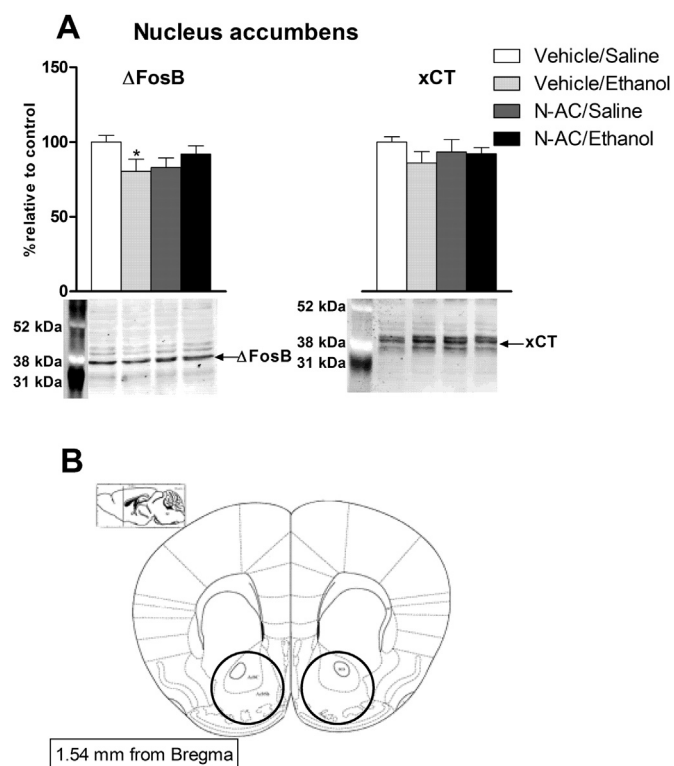 A
Nucleus accumbens
Vehicle/Saline
Vehicle/Ethanol
N-AC/Saline
N-AC/Ethanol
ΔFosB
xCT
% relative to control
150
100
50
0
*
52 kDa
38 kDa
31 kDa
ΔFosB
52 kDa
38 kDa
31 kDa
xCT
B
1.54 mm from Bregma